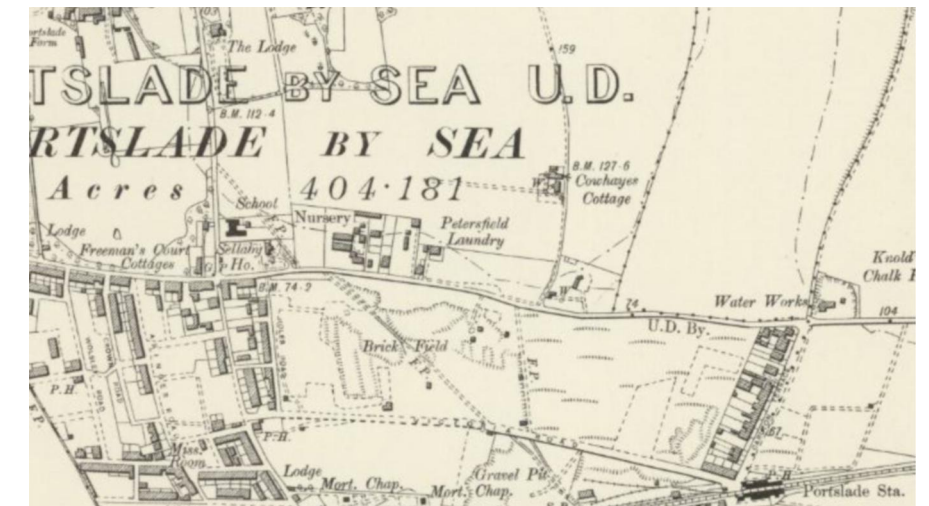 103
The Lodge
159
Farm
TSLADE BY SEA U.D.
B.M. 112·4
RTSLADE BY SEA
B.M. 127·6
Acres 404·181
W
Cowhayes
Cottage
School
Nursery
F.P.
Petersfield
Laundry
Lodge
Freeman's Court
Cottages
Sellaby
Ho.
Knold
Chalk P
B.M. 74·2
W
74
Water Works
104
U.D. By.
Brick Field
F.P.
F.P.
P.H.
F.P.
P.H.
67
Miss.
Room
Lodge
Mort. Chap.
Mort. Chap.
Gravel Pit
P.H.
Portslade Sta.